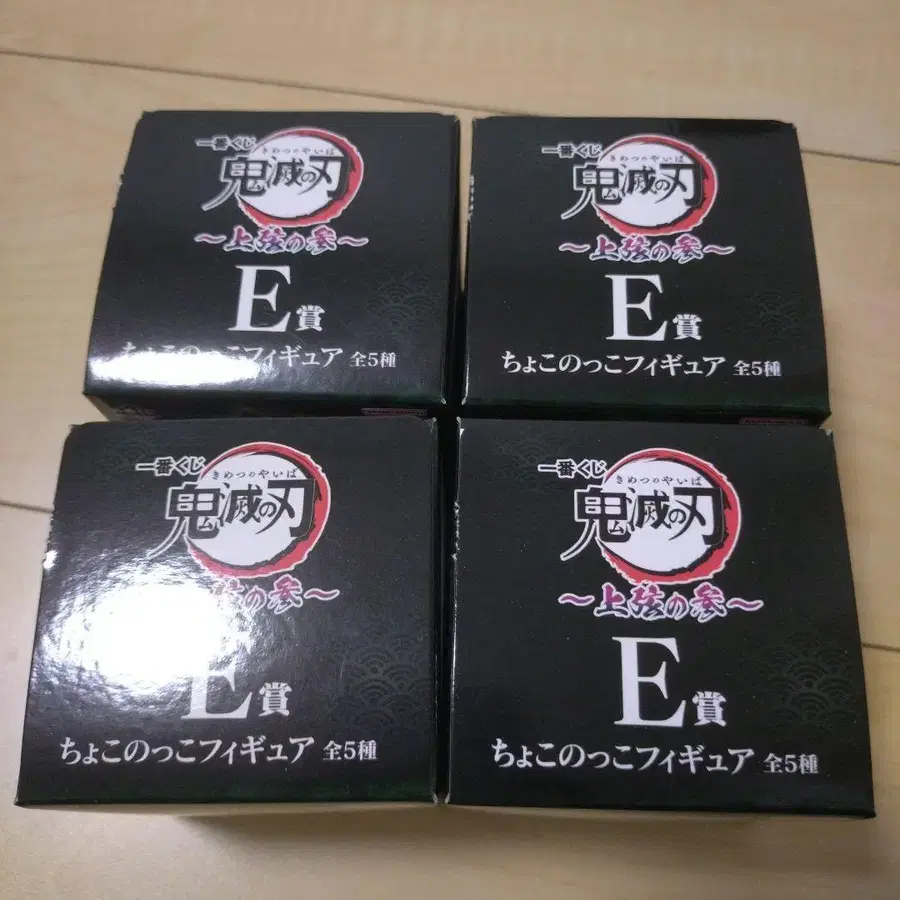 一番くじ
きめつのやいば
鬼滅の刃
～上弦の参～
E賞
ちょこのっこフィギュア 全5種
一番くじ
きめつのやいば
鬼滅の刃
～上弦の参～
E賞
ちょこのっこフィギュア 全5種
一番くじ
きめつのやいば
鬼滅の刃
弦の参～
E賞
ちょこのっこフィギュア 全5種
一番くじ
きめつのやいば
鬼滅の刃
～上弦の参～
E賞
ちょこのっこフィギュア 全5種